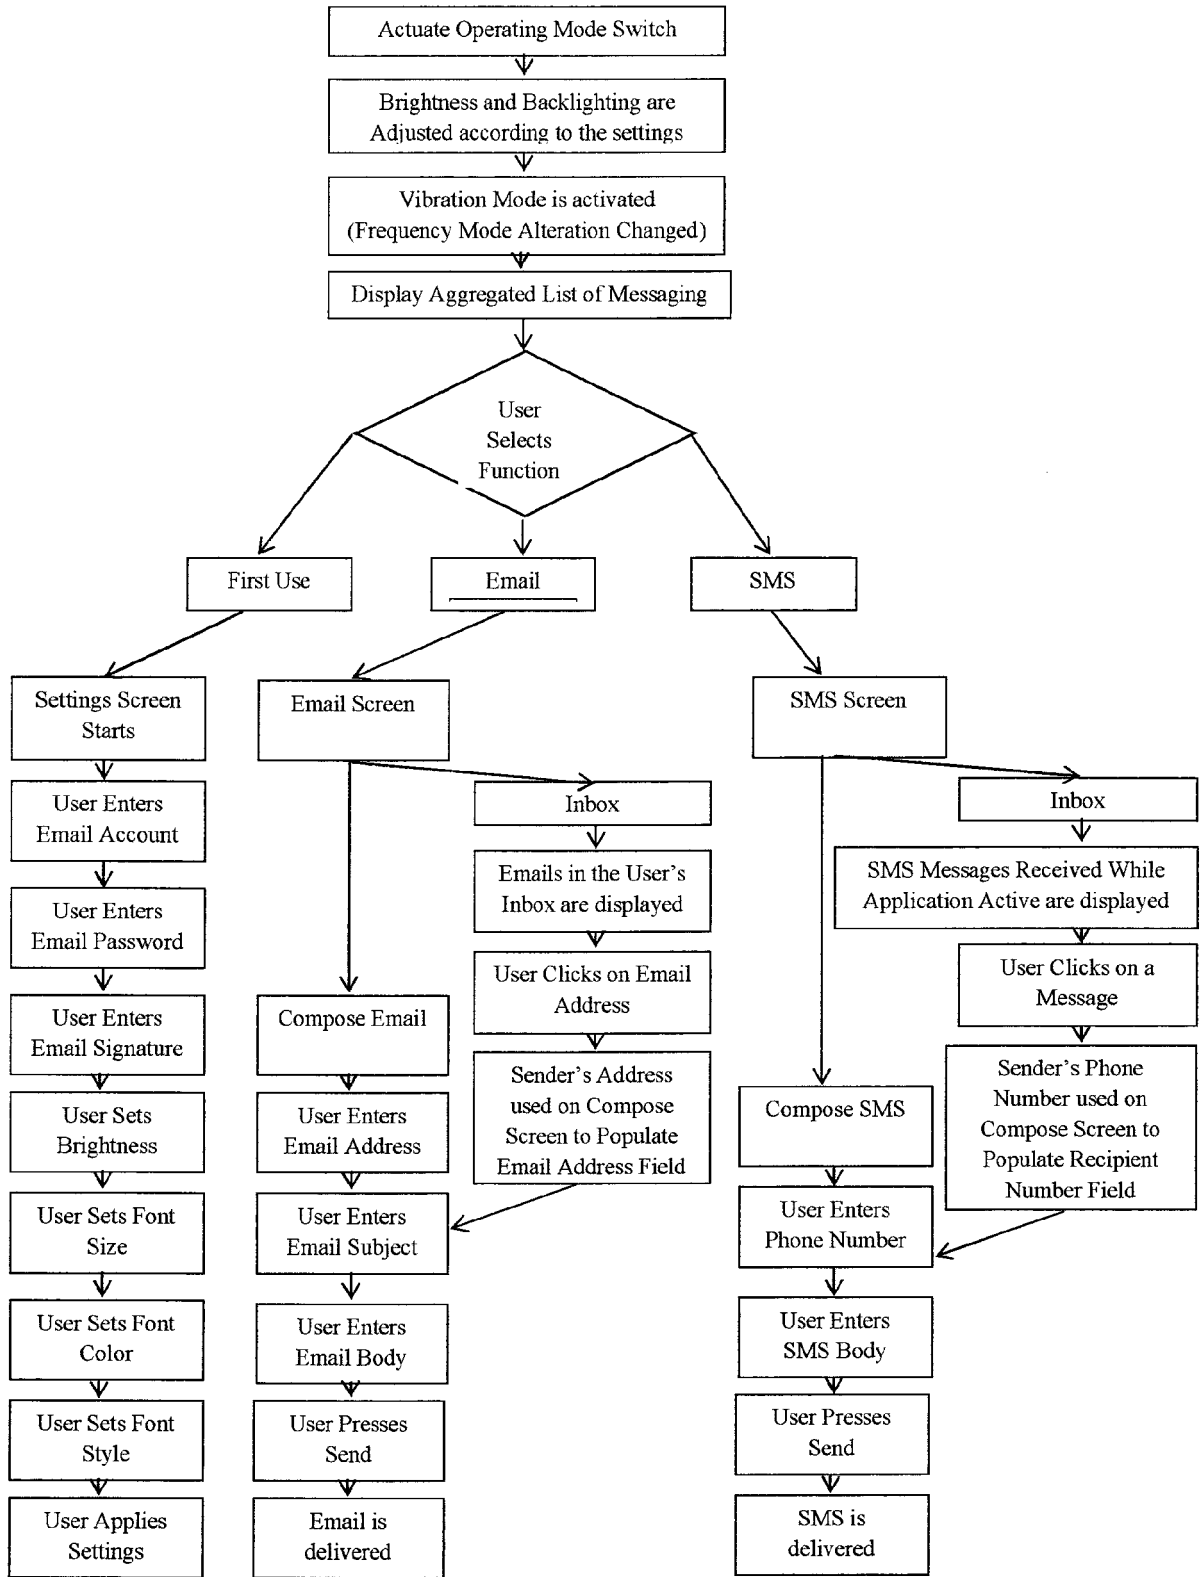 Actuate Operating Mode Switch
Brightness and Backlighting are
Adjusted according to the settings
Vibration Mode is activated
(Frequency Mode Alteration Changed)
Display Aggregated List of Messaging
User
Selects
Function
First Use
Email
SMS
Settings Screen
Starts
User Enters
Email Account
User Enters
Email Password
User Enters
Email Signature
User Sets
Brightness
User Sets Font
Size
User Sets Font
Color
User Sets Font
Style
User Applies
Settings
Email Screen
Compose Email
User Enters
Email Address
User Enters
Email Subject
User Enters
Email Body
User Presses
Send
Email is
delivered
Inbox
Emails in the User's
Inbox are displayed
User Clicks on Email
Address
Sender's Address
used on Compose
Screen to Populate
Email Address Field
SMS Screen
Compose SMS
User Enters
Phone Number
User Enters
SMS Body
User Presses
Send
SMS is
delivered
Inbox
SMS Messages Received While
Application Active are displayed
User Clicks on a
Message
Sender's Phone
Number used on
Compose Screen to
Populate Recipient
Number Field